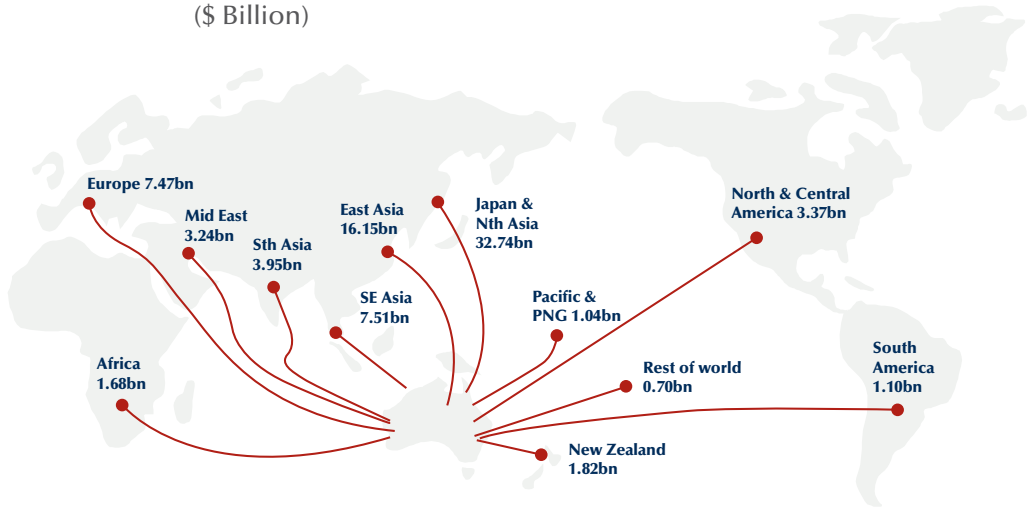 ($ Billion)
Europe 7.47bn
Mid East
3.24bn
Sth Asia
3.95bn
East Asia
16.15bn
Japan &
Nth Asia
32.74bn
SE Asia
7.51bn
Pacific &
PNG 1.04bn
North & Central
America 3.37bn
Africa
1.68bn
Rest of world
0.70bn
South
America
1.10bn
New Zealand
1.82bn